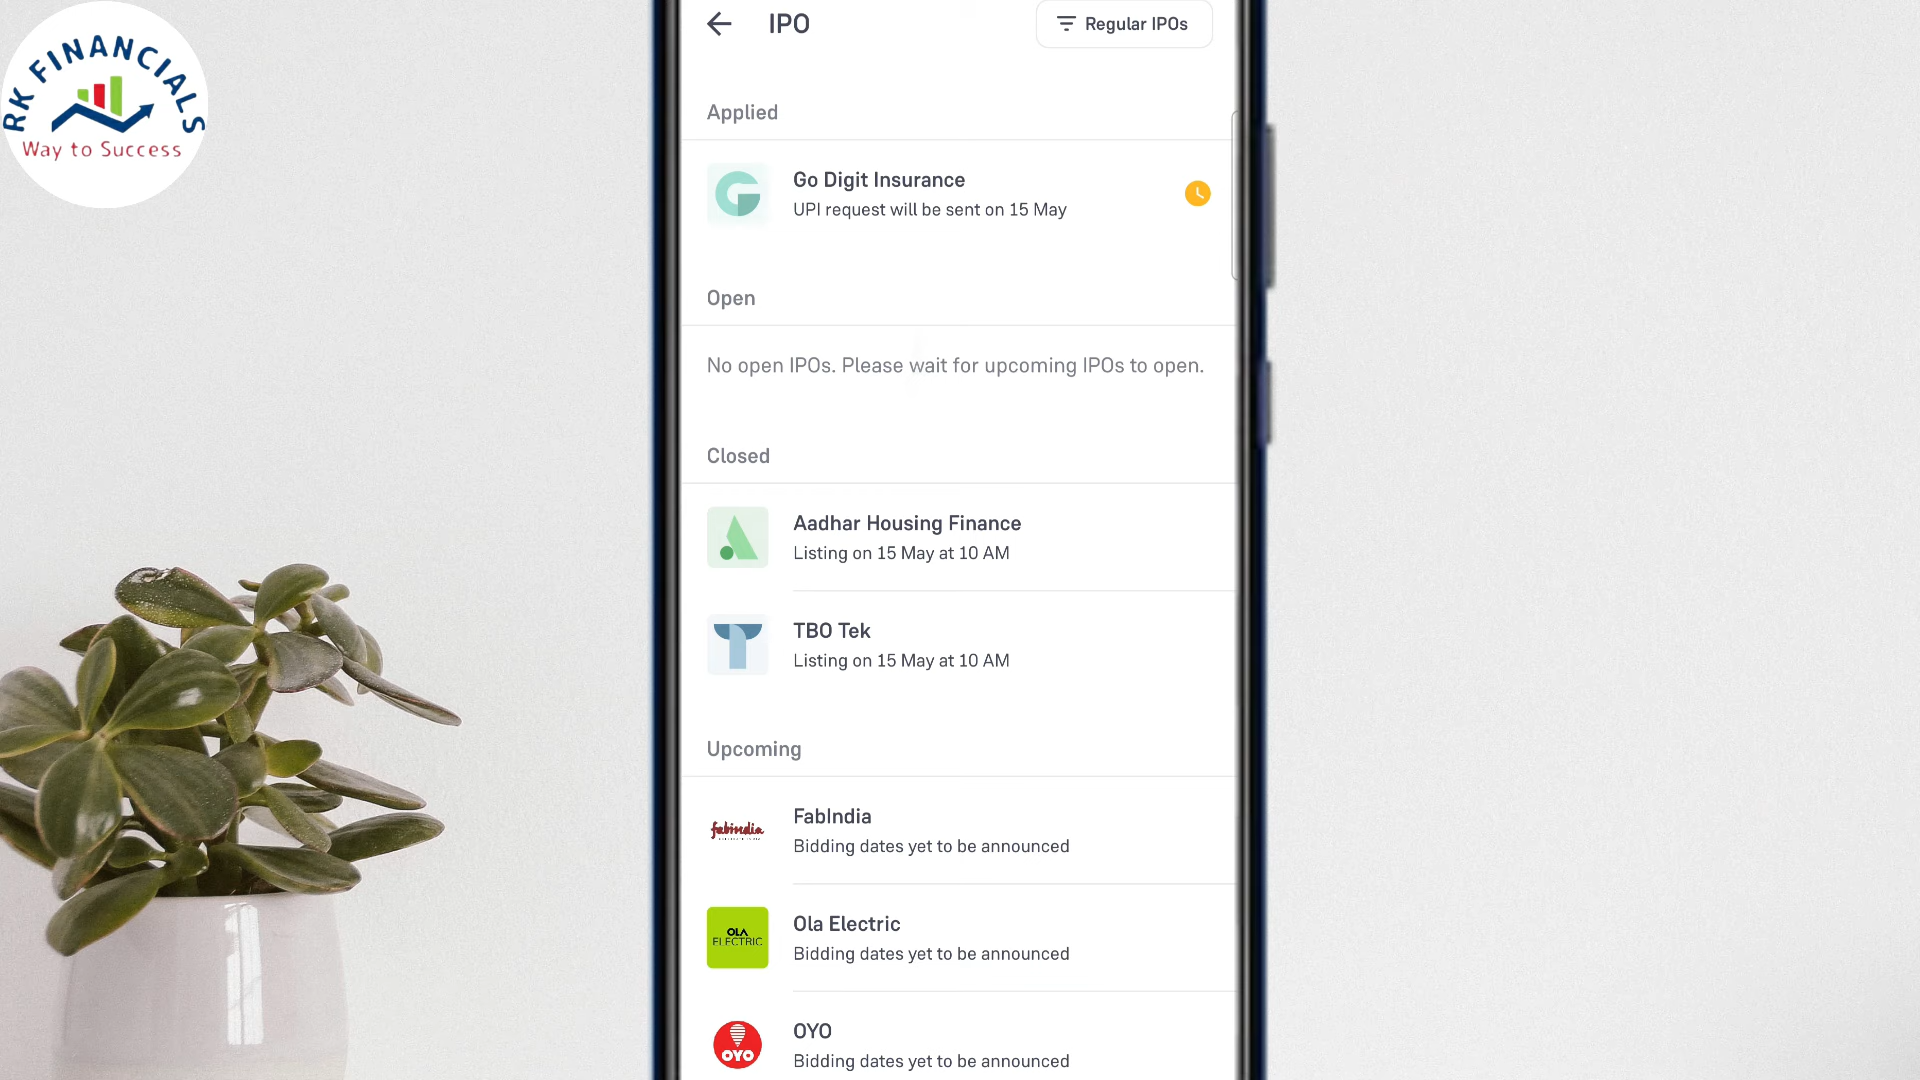 RK FINANCIALS
Way to Success
IPO
Regular IPOs
Applied
Go Digit Insurance
UPI request will be sent on 15 May
Open
No open IPOs. Please wait for upcoming IPOs to open.
Closed
Aadhar Housing Finance
Listing on 15 May at 10 AM
TBO Tek
Listing on 15 May at 10 AM
Upcoming
fabindia
FabIndia
Bidding dates yet to be announced
OLA
ELECTRIC
Ola Electric
Bidding dates yet to be announced
OYO
OYO
Bidding dates yet to be announced